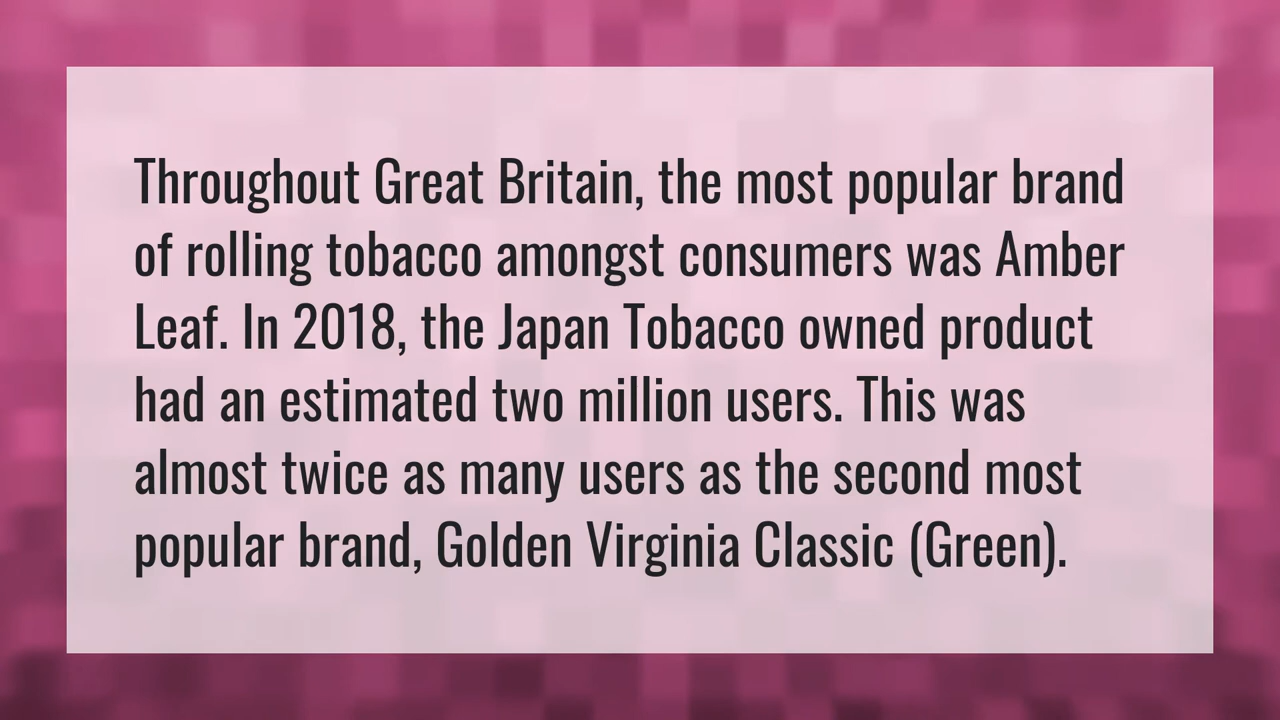 Throughout Great Britain, the most popular brand
of rolling tobacco amongst consumers was Amber
Leaf. In 2018, the Japan Tobacco owned product
had an estimated two million users. This was
almost twice as many users as the second most
popular brand, Golden Virginia Classic (Green).